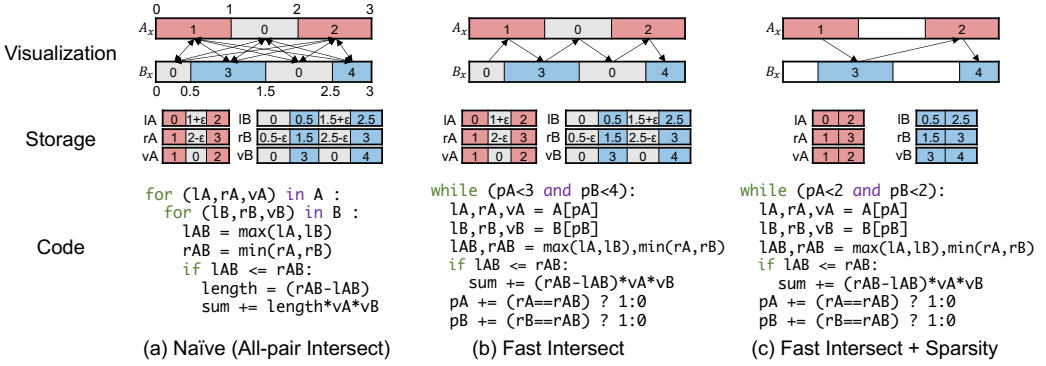 0 1 2 3
Visualization
Aₓ 1 0 2
Aₓ 1 0 2
Aₓ 1 2
Bₓ 0 3 0 4
Bₓ 0 3 0 4
Bₓ 3 4
0 0.5 1.5 2.5 3
Storage
lA 0 1+ε 2
rA 1 2-ε 3
vA 1 0 2
lB 0 0.5 1.5+ε 2.5
rB 0.5-ε 1.5 2.5-ε 3
vB 0 3 0 4
lA 0 1+ε 2
rA 1 2-ε 3
vA 1 0 2
lB 0 0.5 1.5+ε 2.5
rB 0.5-ε 1.5 2.5-ε 3
vB 0 3 0 4
lA 0 2
rA 1 3
vA 1 2
lB 0.5 2.5
rB 1.5 3
vB 3 4
Code
for (lA,rA,vA) in A :
for (lB,rB,vB) in B :
lAB = max(lA,lB)
rAB = min(rA,rB)
if lAB <= rAB:
length = (rAB-lAB)
sum += length*vA*vB
while (pA<3 and pB<4):
lA,rA,vA = A[pA]
lB,rB,vB = B[pB]
lAB,rAB = max(lA,lB),min(rA,rB)
if lAB <= rAB:
sum += (rAB-lAB)*vA*vB
pA += (rA==rAB) ? 1:0
pB += (rB==rAB) ? 1:0
while (pA<2 and pB<2):
lA,rA,vA = A[pA]
lB,rB,vB = B[pB]
lAB,rAB = max(lA,lB),min(rA,rB)
if lAB <= rAB:
sum += (rAB-lAB)*vA*vB
pA += (rA==rAB) ? 1:0
pB += (rB==rAB) ? 1:0
(a) Naïve (All-pair Intersect)
(b) Fast Intersect
(c) Fast Intersect + Sparsity